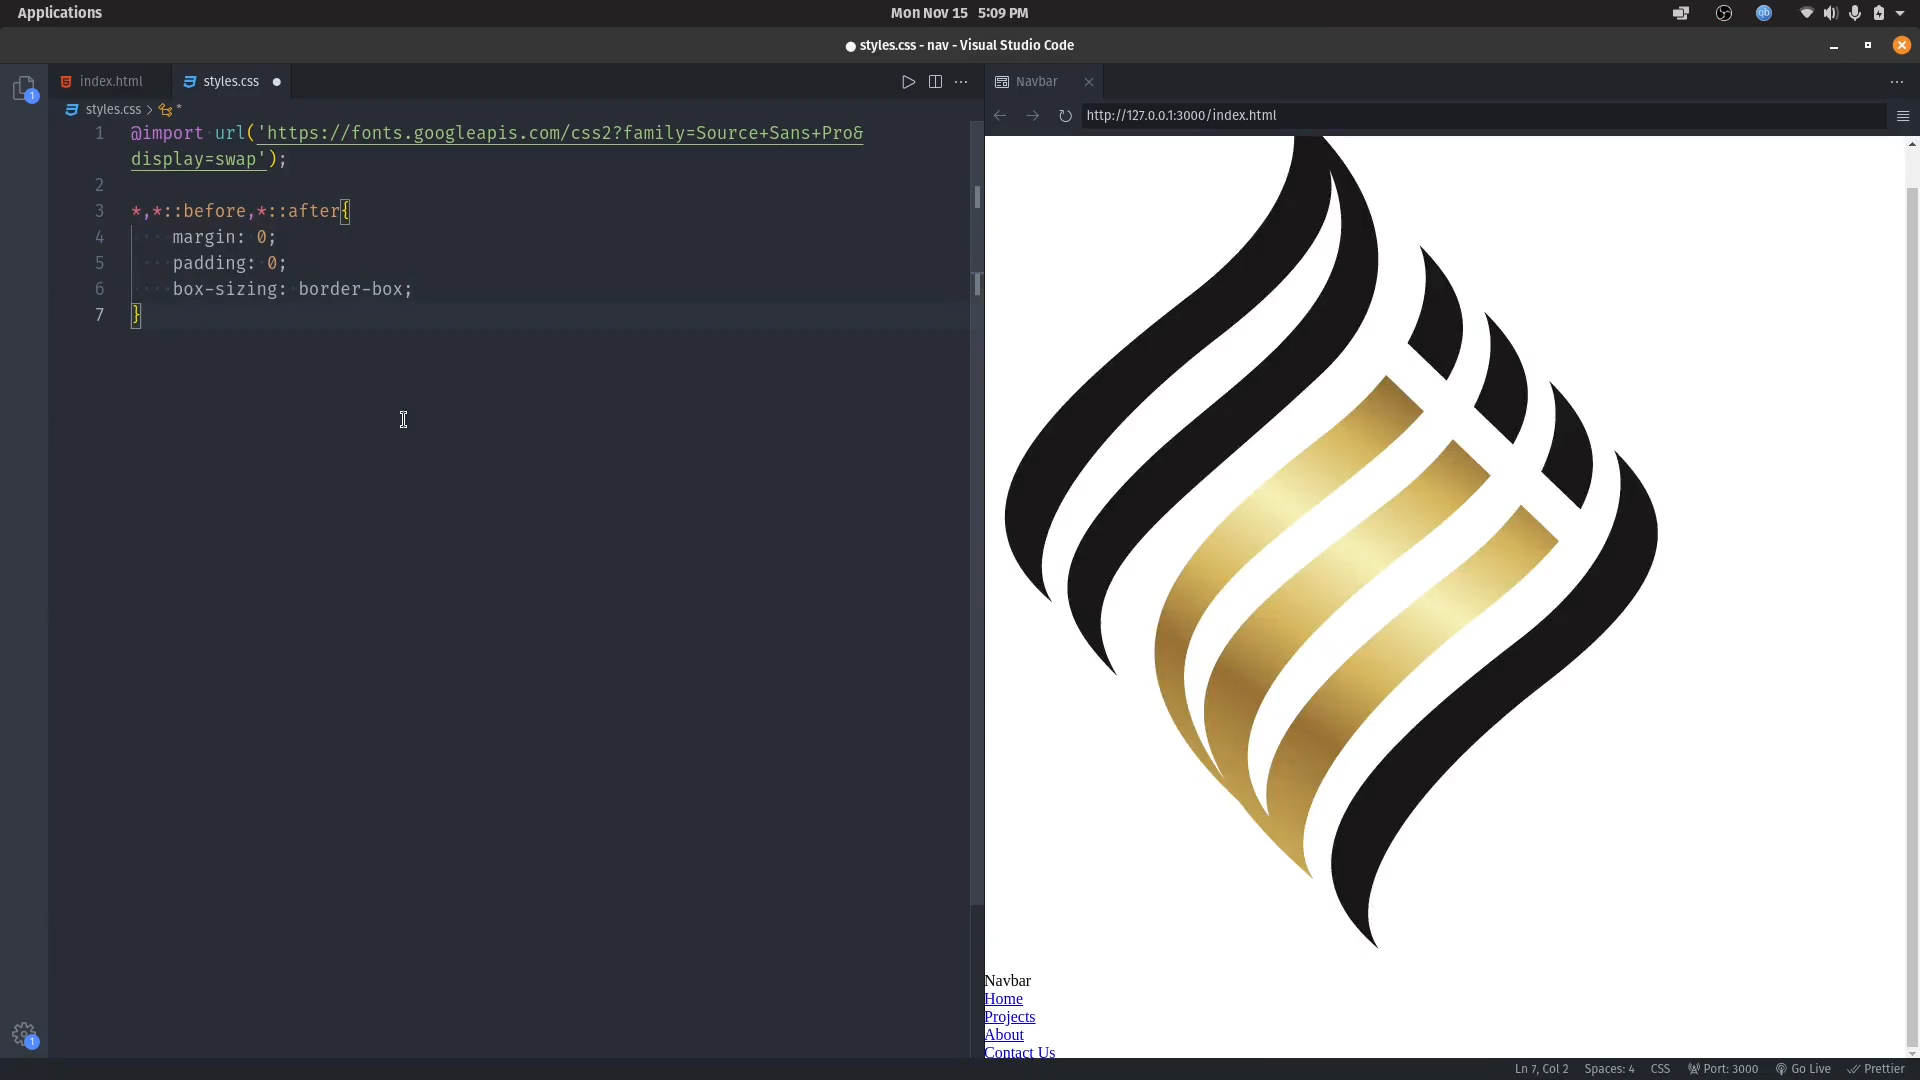 Applications
Mon Nov 15 5:09 PM
● styles.css - nav - Visual Studio Code
index.html
styles.css ●
Navbar
styles.css > *
http://127.0.0.1:3000/index.html
1 @import url('https://fonts.googleapis.com/css2?family=Source+Sans+Pro&
display=swap');
2
3 *,*::before,*::after{
4 margin: 0;
5 padding: 0;
6 box-sizing: border-box;
7 }
Navbar
Home
Projects
About
Contact Us
1
1
qb
Ln 7, Col 2 Spaces: 4 CSS Port: 3000 Go Live Prettier